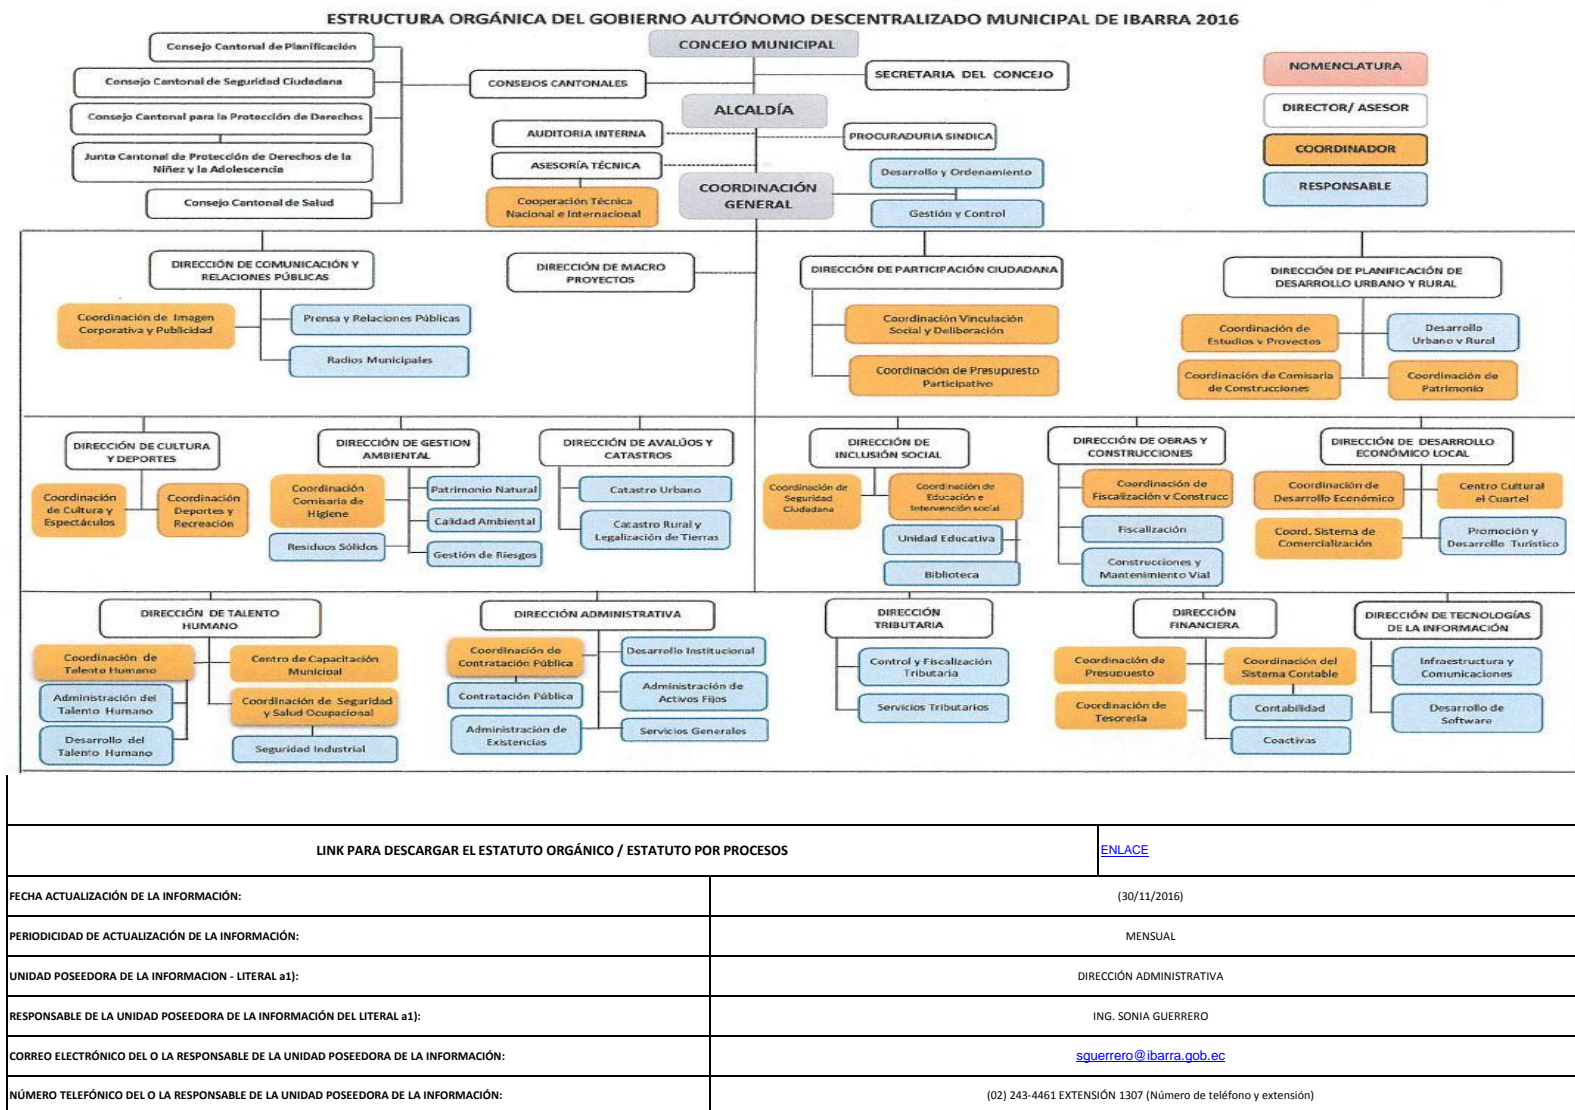 ESTRUCTURA ORGÁNICA DEL GOBIERNO AUTÓNOMO DESCENTRALIZADO MUNICIPAL DE IBARRA 2016
Consejo Cantonal de Planificación
Consejo Cantonal de Seguridad Ciudadana
Consejo Cantonal para la Protección de Derechos
Junta Cantonal de Protección de Derechos de la
Niñez y la Adolescencia
Consejo Cantonal de Salud
CONSEJOS CANTONALES
CONCEJO MUNICIPAL
SECRETARIA DEL CONCEJO
ALCALDÍA
AUDITORIA INTERNA
PROCURADURIA SINDICA
ASESORÍA TÉCNICA
Cooperación Técnica
Nacional e Internacional
COORDINACIÓN
GENERAL
Desarrollo y Ordenamiento
Gestión y Control
NOMENCLATURA
DIRECTOR/ ASESOR
COORDINADOR
RESPONSABLE
DIRECCIÓN DE COMUNICACIÓN Y
RELACIONES PÚBLICAS
Coordinación de Imagen
Corporativa y Publicidad
Prensa y Relaciones Públicas
Radios Municipales
DIRECCIÓN DE MACRO
PROYECTOS
DIRECCIÓN DE PARTICIPACIÓN CIUDADANA
Coordinación Vinculación
Social y Deliberación
Coordinación de Presupuesto
Participativo
DIRECCIÓN DE PLANIFICACIÓN DE
DESARROLLO URBANO Y RURAL
Coordinación de
Estudios y Proyectos
Desarrollo
Urbano y Rural
Coordinación de Comisaria
de Construcciones
Coordinación de
Patrimonio
DIRECCIÓN DE CULTURA
Y DEPORTES
Coordinación
de Cultura y
Espectáculos
Coordinación
Deportes y
Recreación
DIRECCIÓN DE GESTION
AMBIENTAL
Coordinación
Comisaria de
Higiene
Residuos Sólidos
Patrimonio Natural
Calidad Ambiental
Gestión de Riesgos
DIRECCIÓN DE AVALÚOS Y
CATASTROS
Catastro Urbano
Catastro Rural y
Legalización de Tierras
DIRECCIÓN DE
INCLUSIÓN SOCIAL
Coordinación de
Seguridad
Ciudadana
Coordinación de
Educación e
Intervención social
Unidad Educativa
Biblioteca
DIRECCIÓN DE OBRAS Y
CONSTRUCCIONES
Coordinación de
Fiscalización y Construcc
Fiscalización
Construcciones y
Mantenimiento Vial
DIRECCIÓN DE DESARROLLO
ECONÓMICO LOCAL
Coordinación de
Desarrollo Económico
Centro Cultural
el Cuartel
Coord. Sistema de
Comercialización
Promoción y
Desarrollo Turístico
DIRECCIÓN DE TALENTO
HUMANO
Coordinación de
Talento Humano
Administración del
Talento Humano
Desarrollo del
Talento Humano
Centro de Capacitación
Municipal
Coordinación de Seguridad
y Salud Ocupacional
Seguridad Industrial
DIRECCIÓN ADMINISTRATIVA
Coordinación de
Contratación Pública
Contratación Pública
Administración de
Existencias
Desarrollo Institucional
Administración de
Activos Fijos
Servicios Generales
DIRECCIÓN
TRIBUTARIA
Control y Fiscalización
Tributaria
Servicios Tributarios
DIRECCIÓN
FINANCIERA
Coordinación de
Presupuesto
Coordinación de
Tesorería
Coordinación del
Sistema Contable
Contabilidad
Coactivas
DIRECCIÓN DE TECNOLOGÍAS
DE LA INFORMACIÓN
Infraestructura y
Comunicaciones
Desarrollo de
Software
LINK PARA DESCARGAR EL ESTATUTO ORGÁNICO / ESTATUTO POR PROCESOS
ENLACE
FECHA ACTUALIZACIÓN DE LA INFORMACIÓN:
(30/11/2016)
PERIODICIDAD DE ACTUALIZACIÓN DE LA INFORMACIÓN:
MENSUAL
UNIDAD POSEEDORA DE LA INFORMACION - LITERAL a1):
DIRECCIÓN ADMINISTRATIVA
RESPONSABLE DE LA UNIDAD POSEEDORA DE LA INFORMACIÓN DEL LITERAL a1):
ING. SONIA GUERRERO
CORREO ELECTRÓNICO DEL O LA RESPONSABLE DE LA UNIDAD POSEEDORA DE LA INFORMACIÓN:
sguerrero@ibarra.gob.ec
NÚMERO TELEFÓNICO DEL O LA RESPONSABLE DE LA UNIDAD POSEEDORA DE LA INFORMACIÓN:
(02) 243-4461 EXTENSIÓN 1307 (Número de teléfono y extensión)